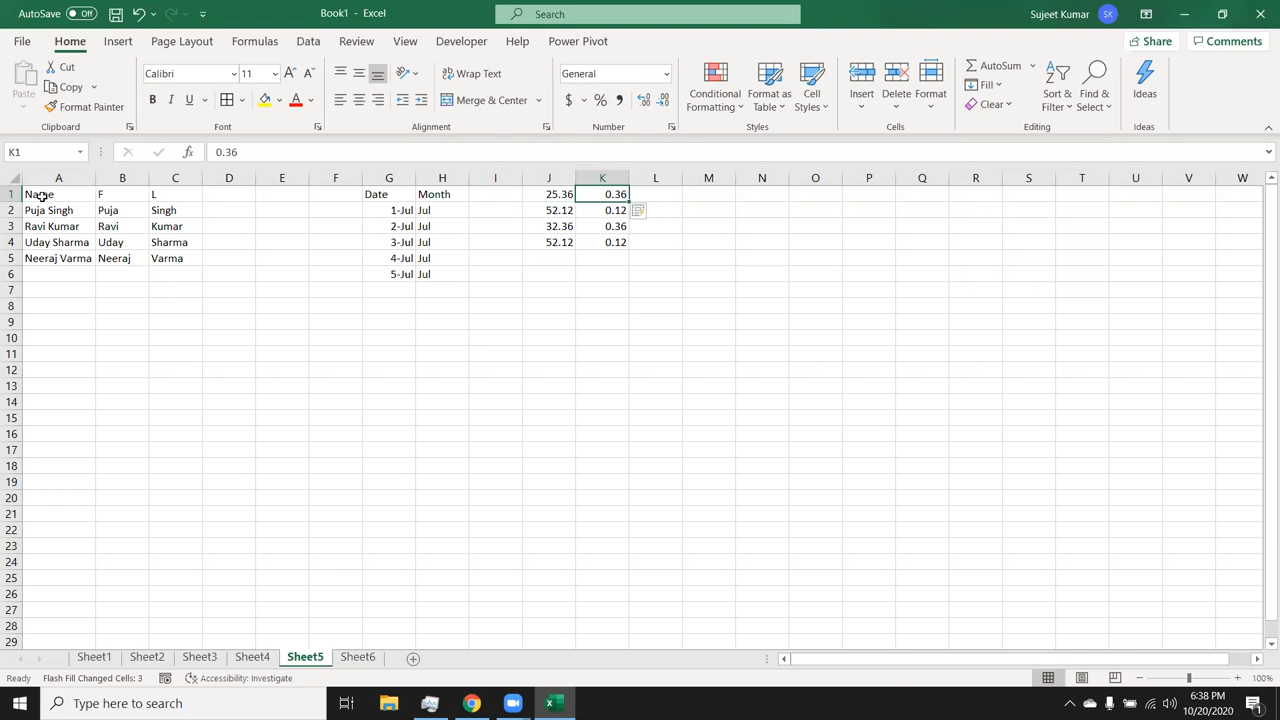 AutoSave Off Book1 - Excel Search Sujeet Kumar SK
File Home Insert Page Layout Formulas Data Review View Developer Help Power Pivot Share Comments
Paste Cut Copy Format Painter Clipboard
Calibri 11 B I U A Font
Wrap Text Merge & Center Alignment
General $ % Number
Conditional Formatting Format as Table Cell Styles Styles
Insert Delete Format Cells
AutoSum Fill Clear Sort & Filter Find & Select Editing
Ideas Ideas
K1 fx 0.36
A B C D E F G H I J K L M N O P Q R S T U V W
1 Name F L Date Month 25.36 0.36
2 Puja Singh Puja Singh 1-Jul Jul 52.12 0.12
3 Ravi Kumar Ravi Kumar 2-Jul Jul 32.36 0.36
4 Uday Sharma Uday Sharma 3-Jul Jul 52.12 0.12
5 Neeraj Varma Neeraj Varma 4-Jul Jul
6 5-Jul Jul
7
8
9
10
11
12
13
14
15
16
17
18
19
20
21
22
23
24
25
26
27
28
29
Sheet1 Sheet2 Sheet3 Sheet4 Sheet5 Sheet6
Ready Flash Fill Changed Cells: 3 Accessibility: Investigate 100%
Type here to search 6:38 PM
10/20/2020